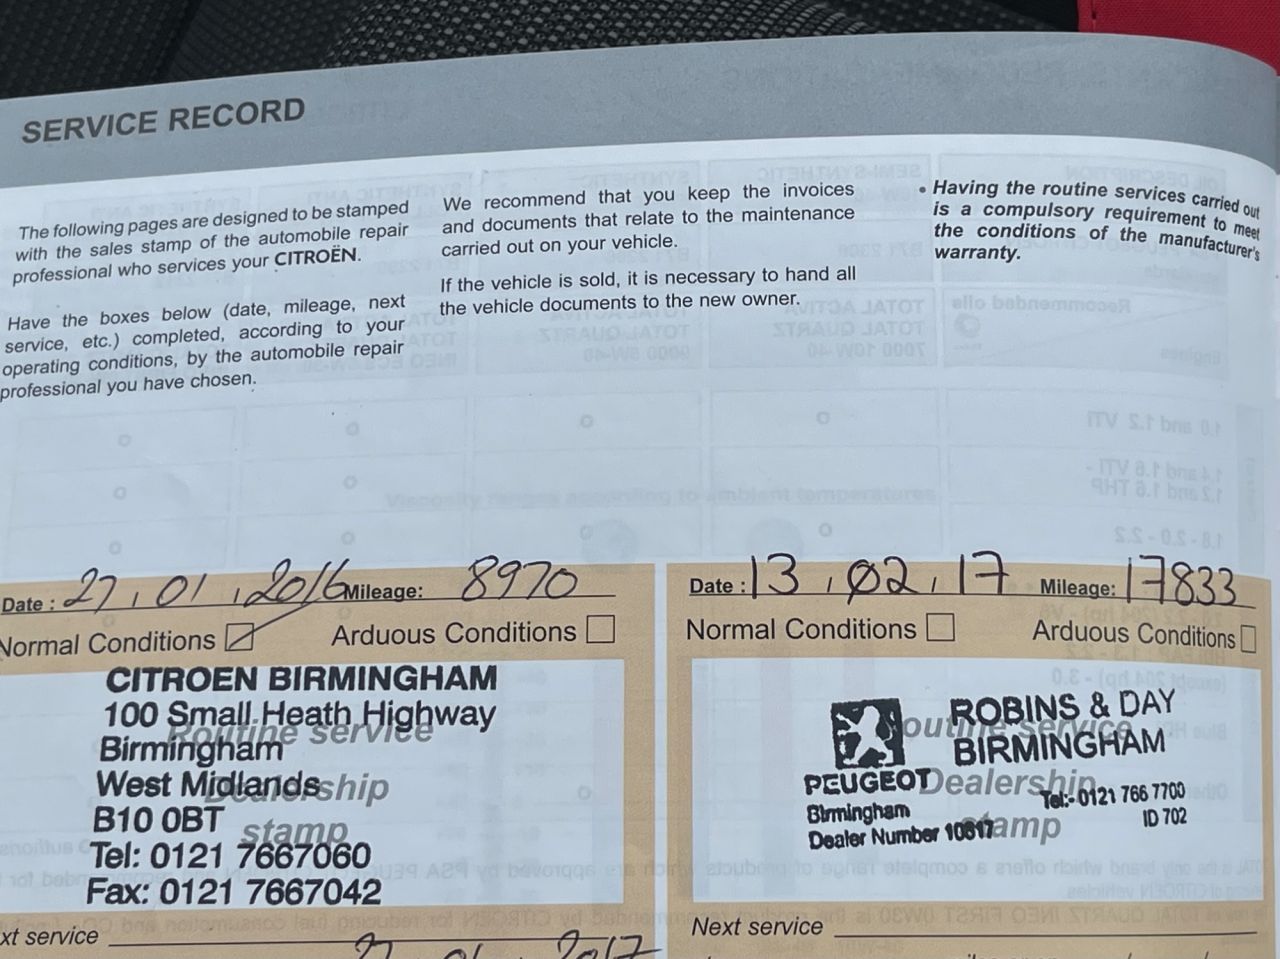 SERVICE RECORD
The following pages are designed to be stamped
with the sales stamp of the automobile repair
professional who services your CITROËN.
Have the boxes below (date, mileage, next
service, etc.) completed, according to your
operating conditions, by the automobile repair
professional you have chosen.
We recommend that you keep the invoices
and documents that relate to the maintenance
carried out on your vehicle.
If the vehicle is sold, it is necessary to hand all
the vehicle documents to the new owner.
• Having the routine services carried out
is a compulsory requirement to meet
the conditions of the manufacturer's
warranty.
Date : 27, 01, 2016 Mileage: 8970
Normal Conditions Arduous Conditions
CITROEN BIRMINGHAM
100 Small Heath Highway
Routine service
Birmingham
West Midlands
Dealership
B10 0BT
stamp
Tel: 0121 7667060
Fax: 0121 7667042
xt service
27 01 2017
Date : 13, 02, 17 Mileage: 17833
Normal Conditions Arduous Conditions
ROBINS & DAY
Routine service
BIRMINGHAM
PEUGEOT
Dealership
Birmingham
Tel:- 0121 766 7700
Dealer Number 10617
ID 702
stamp
Next service